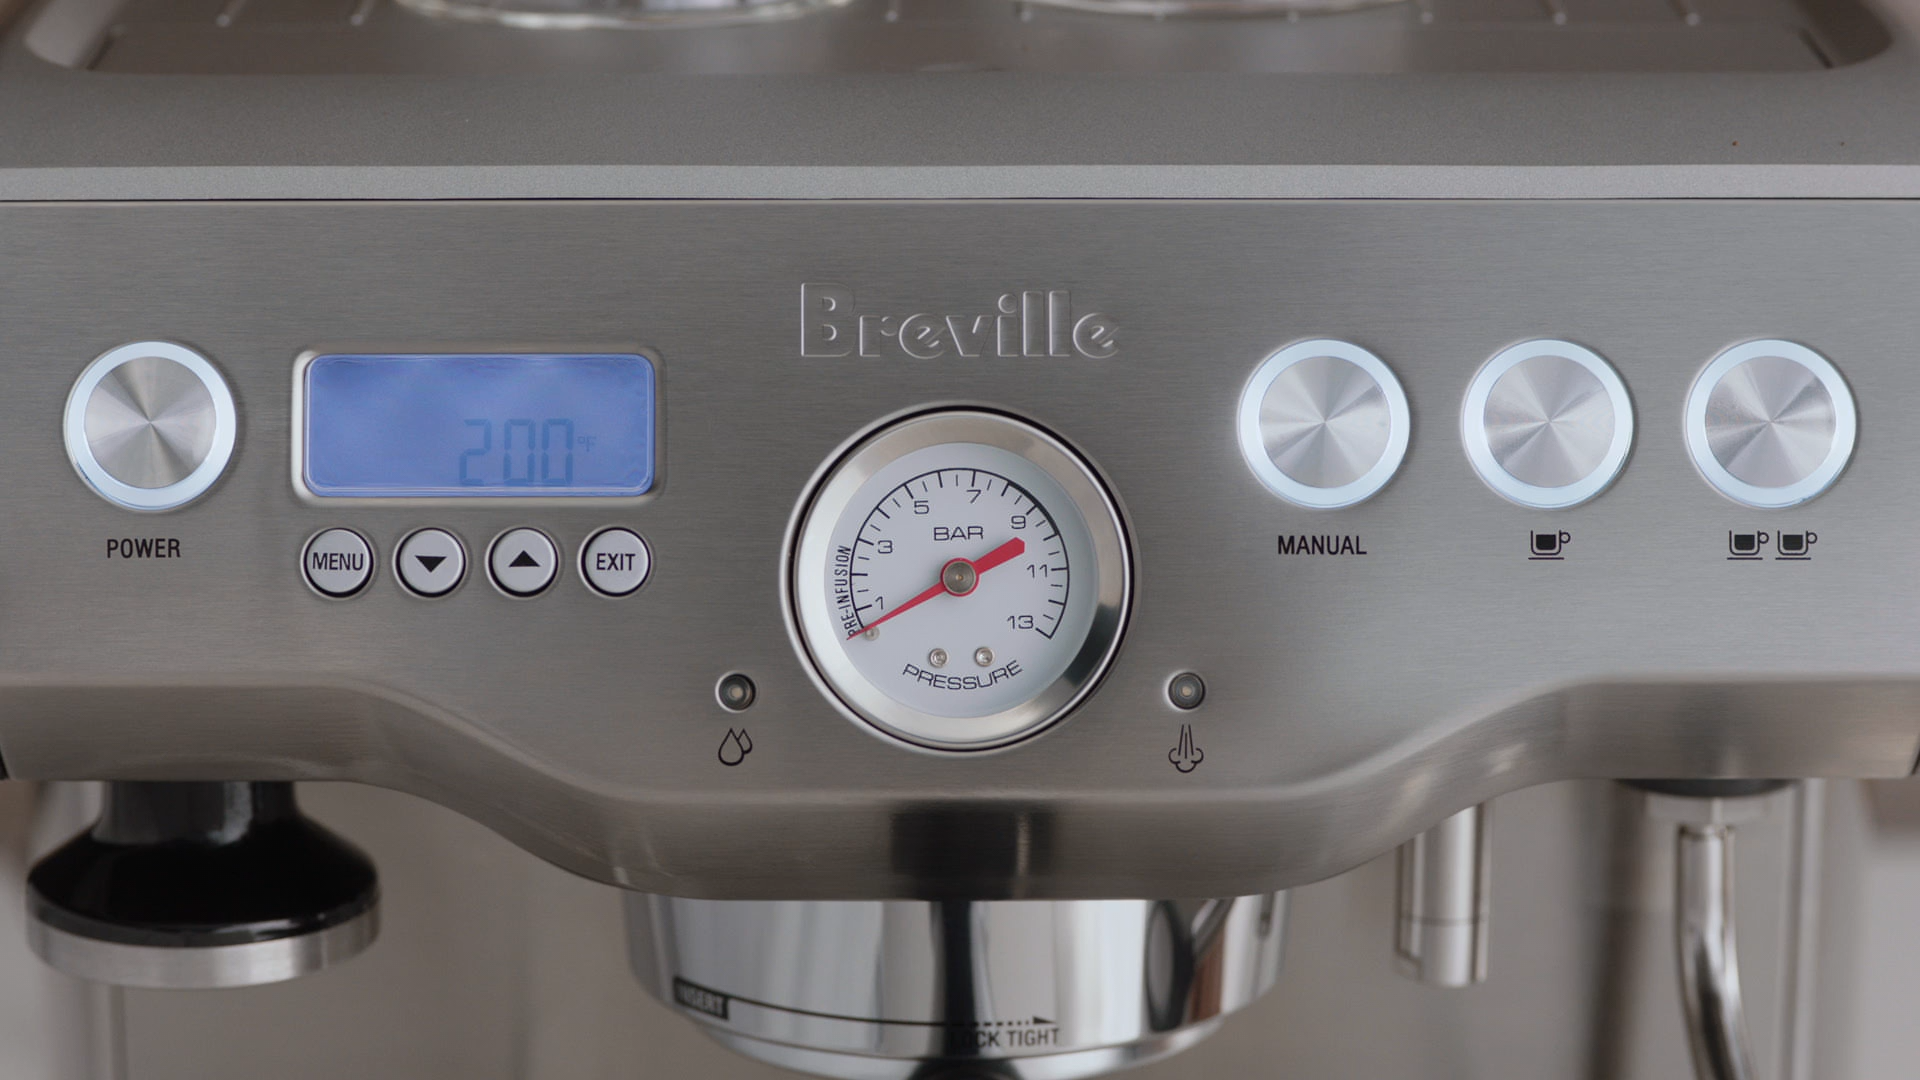 Breville
200°F
POWER
MENU
EXIT
PRE-INFUSION
1
3
5
7
9
11
13
BAR
PRESSURE
MANUAL
INSERT
LOCK TIGHT